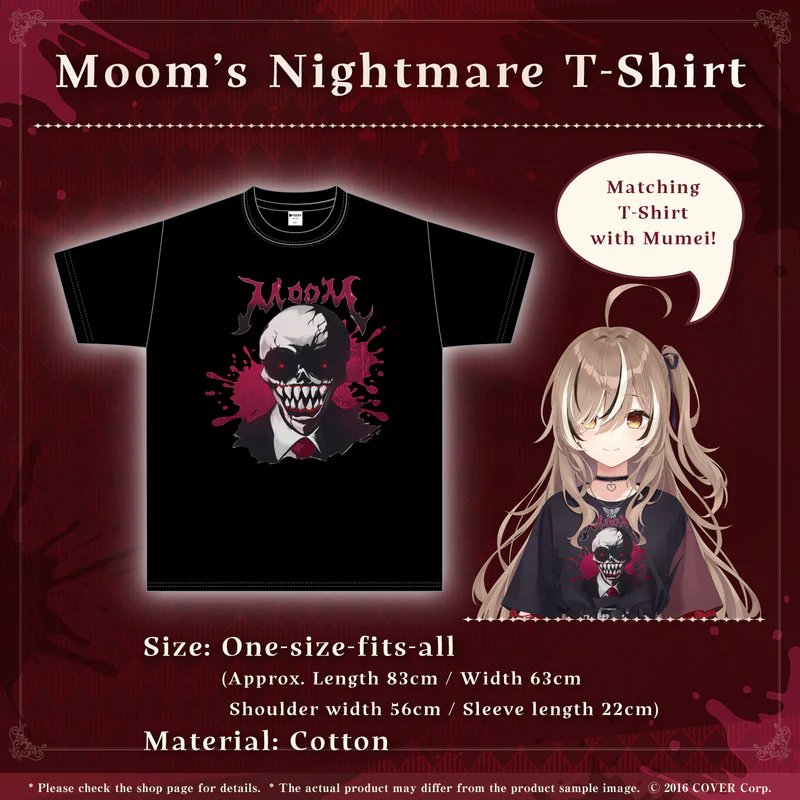 Moom's Nightmare T-Shirt
Matching
T-Shirt
with Mumei!
MOOM
MOOM
Size: One-size-fits-all
(Approx. Length 83cm / Width 63cm
Shoulder width 56cm / Sleeve length 22cm)
Material: Cotton
* Please check the shop page for details. * The actual product may differ from the product sample image. © 2016 COVER Corp.